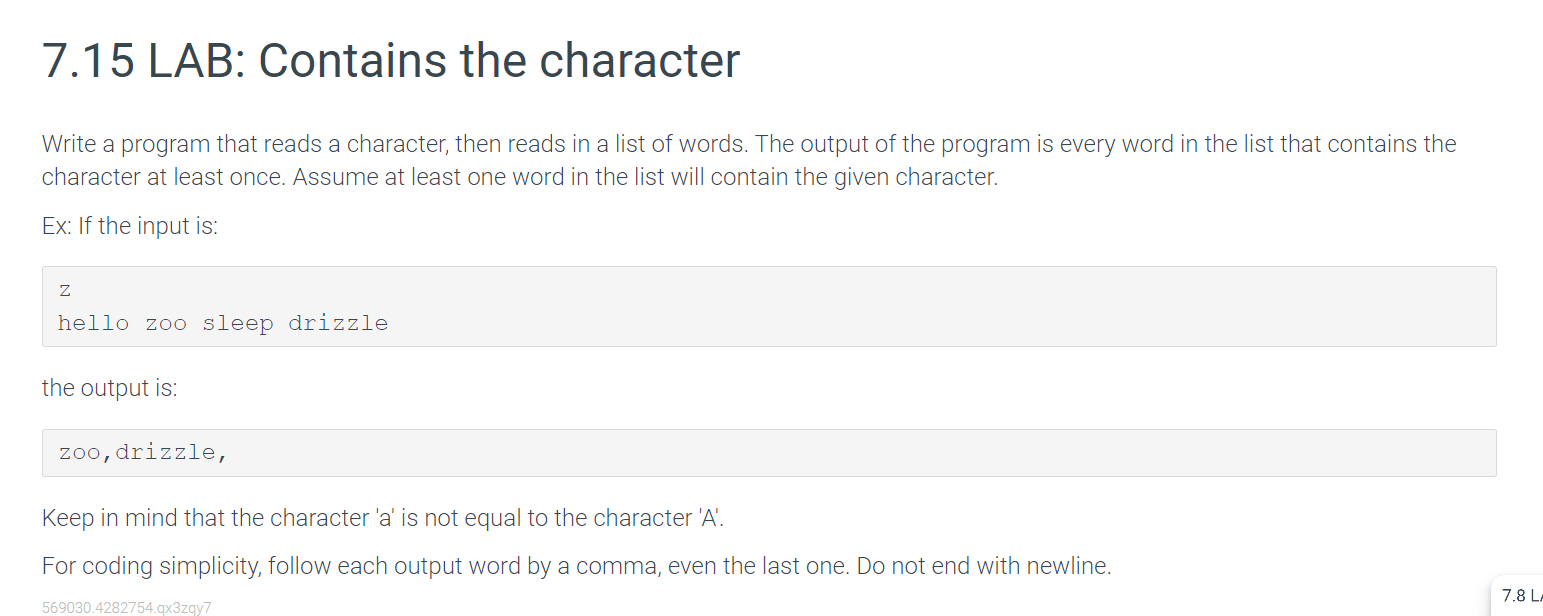 7.15 LAB: Contains the character
Write a program that reads a character, then reads in a list of words. The output of the program is every word in the list that contains the
character at least once. Assume at least one word in the list will contain the given character.
Ex: If the input is:
z
hello zoo sleep drizzle
the output is:
zoo,drizzle,
Keep in mind that the character 'a' is not equal to the character 'A'.
For coding simplicity, follow each output word by a comma, even the last one. Do not end with newline.
569030.4282754.qx3zqy7
7.8 LA